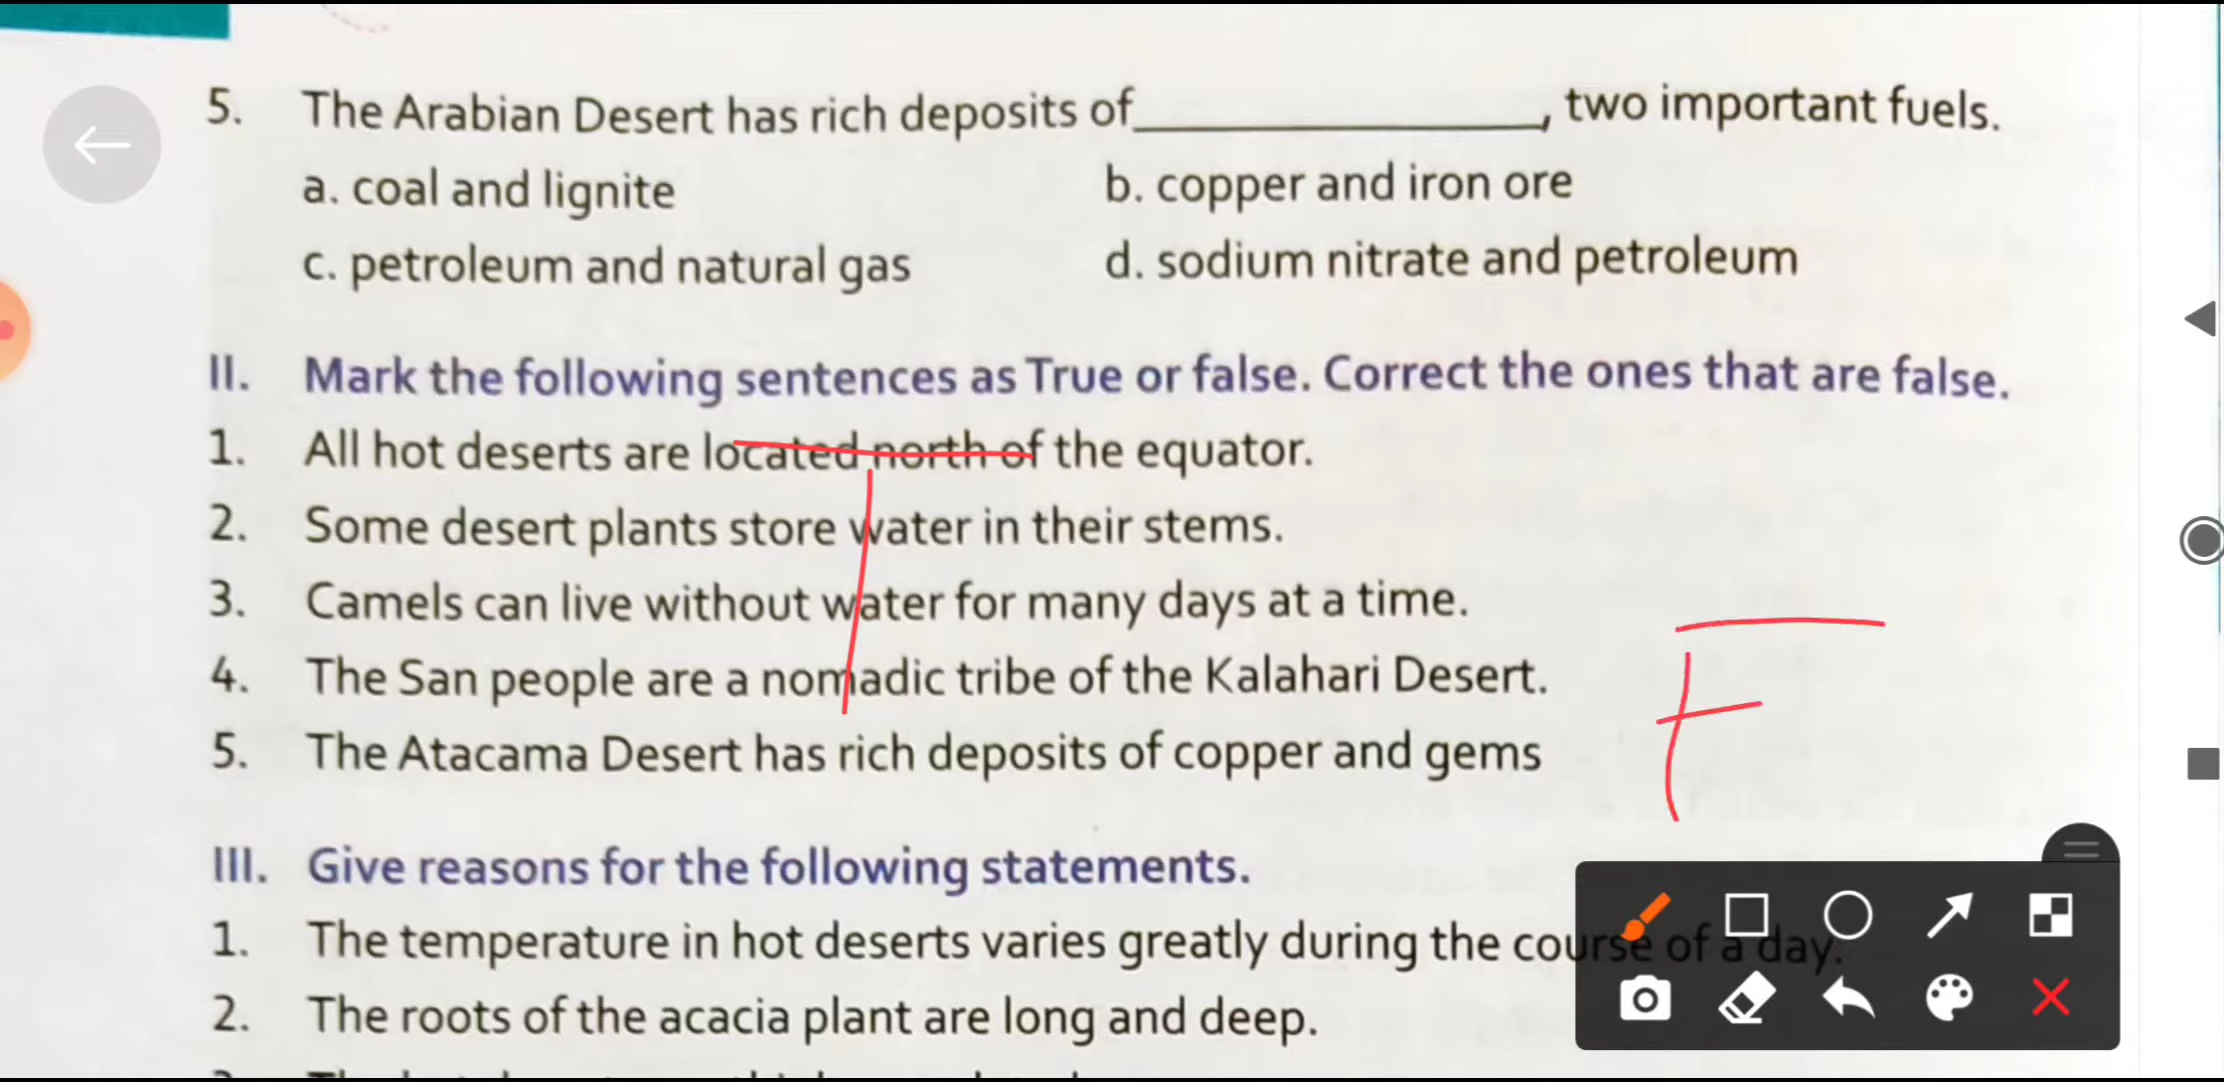 5. The Arabian Desert has rich deposits of______________, two important fuels.
a. coal and lignite b. copper and iron ore
c. petroleum and natural gas d. sodium nitrate and petroleum
II. Mark the following sentences as True or false. Correct the ones that are false.
1. All hot deserts are located north of the equator.
2. Some desert plants store water in their stems.
3. Camels can live without water for many days at a time.
4. The San people are a nomadic tribe of the Kalahari Desert.
5. The Atacama Desert has rich deposits of copper and gems
T
F
III. Give reasons for the following statements.
1. The temperature in hot deserts varies greatly during the course of a day.
2. The roots of the acacia plant are long and deep.